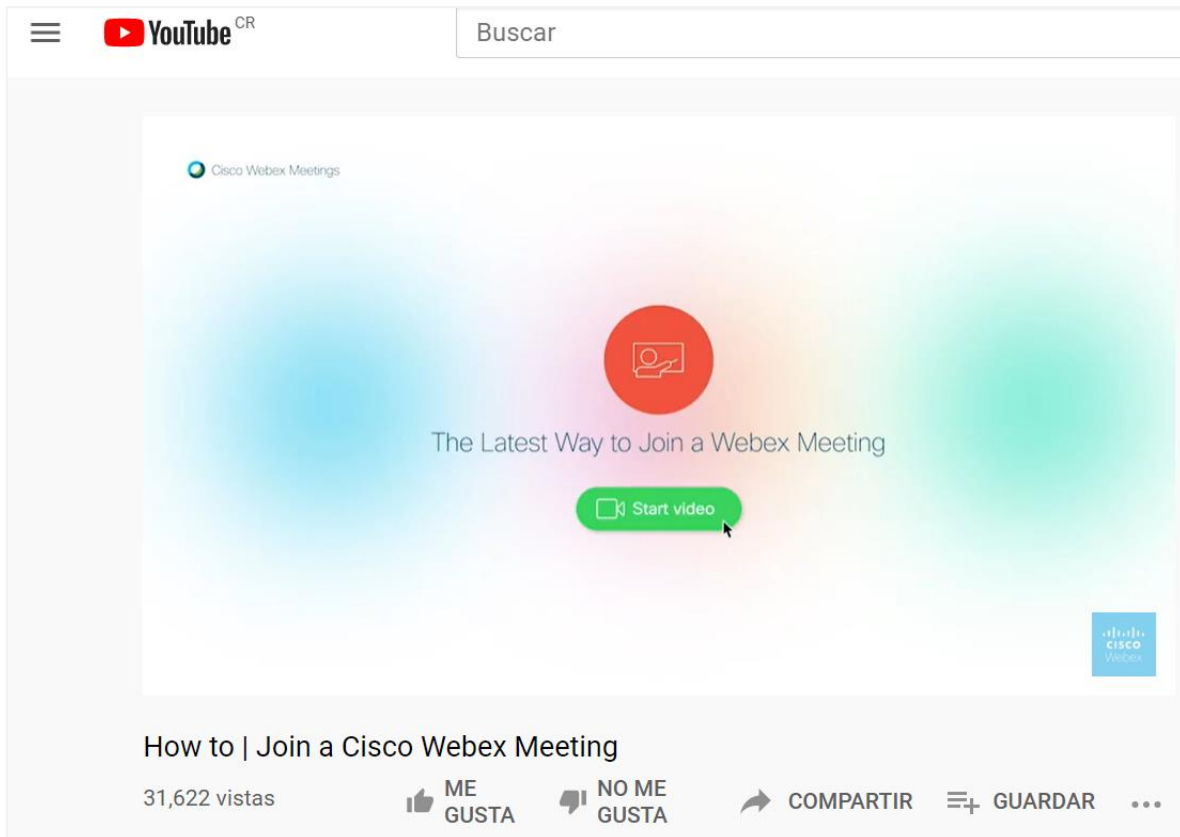 YouTube CR
Buscar
Cisco Webex Meetings
The Latest Way to Join a Webex Meeting
Start video
cisco
Webex
How to | Join a Cisco Webex Meeting
31,622 vistas
ME
GUSTA
NO ME
GUSTA
COMPARTIR
GUARDAR